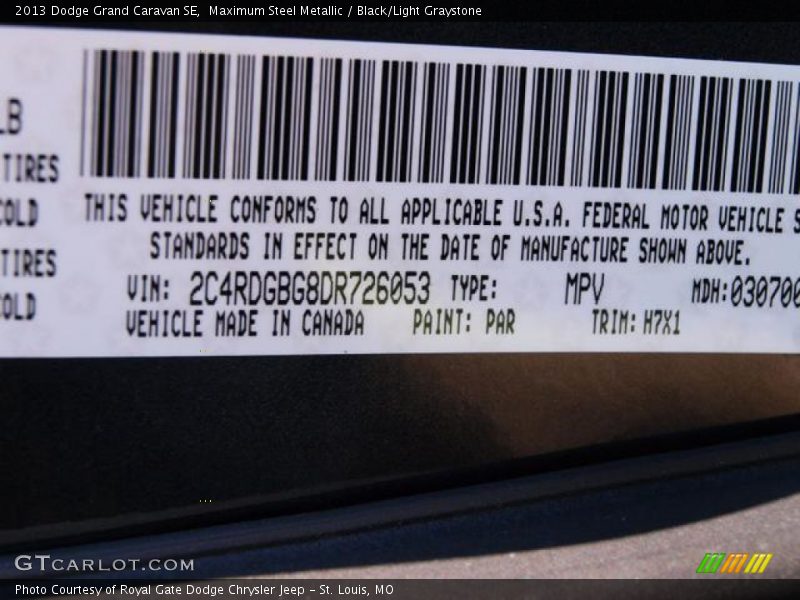 2013 Dodge Grand Caravan SE,  Maximum Steel Metallic / Black/Light Graystone
LB
TIRES
COLD
TIRES
COLD
THIS VEHICLE CONFORMS TO ALL APPLICABLE U.S.A. FEDERAL MOTOR VEHICLE S
STANDARDS IN EFFECT ON THE DATE OF MANUFACTURE SHOWN ABOVE.
VIN: 2C4RDGBG8DR726053 TYPE: MPV MDH:030700
VEHICLE MADE IN CANADA PAINT: PAR TRIM: H7X1
GTCARLOT.COM
Photo Courtesy of Royal Gate Dodge Chrysler Jeep - St. Louis, MO